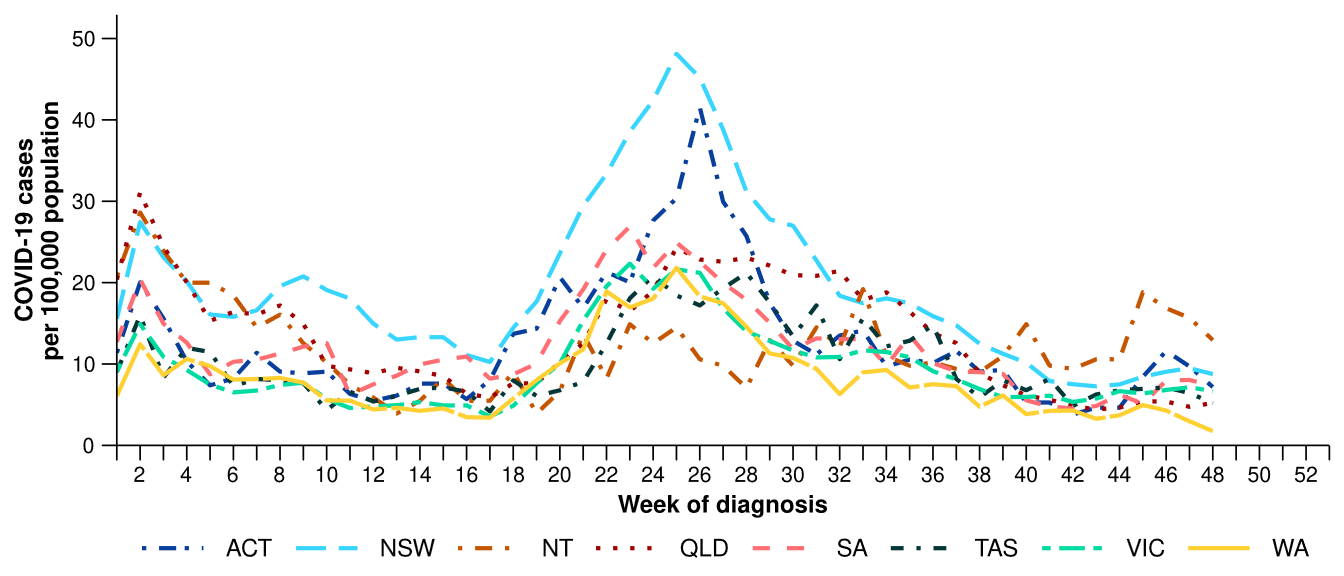 COVID-19 cases
per 100,000 population
50
40
30
20
10
0
2 4 6 8 10 12 14 16 18 20 22 24 26 28 30 32 34 36 38 40 42 44 46 48 50 52
Week of diagnosis
ACT NSW NT QLD SA TAS VIC WA